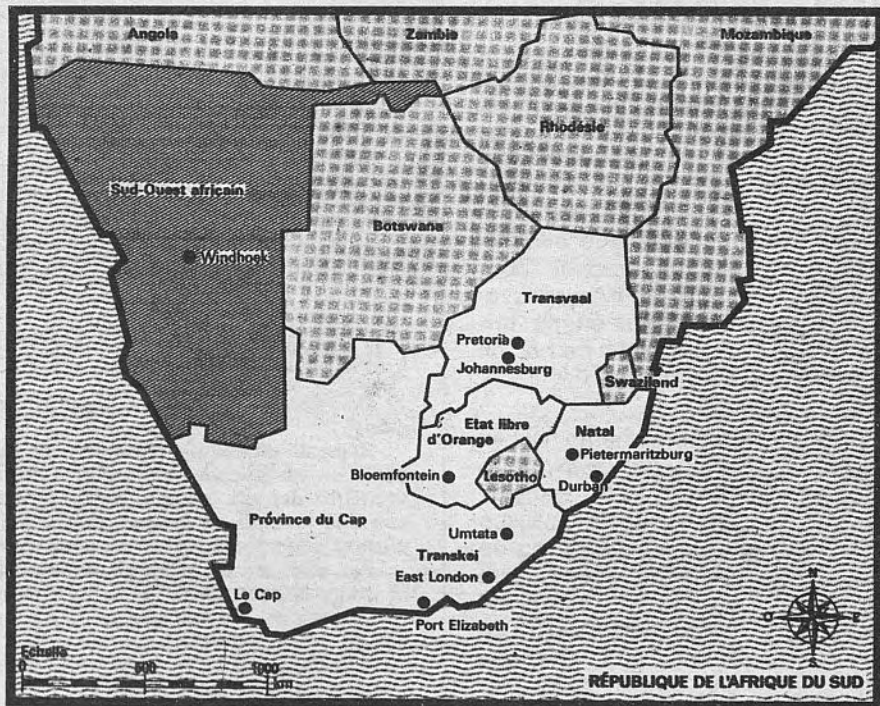 Angola
Zambie
Mozambique
Rhodésie
Sud-Ouest africain
Botswana
Windhoek
Transvaal
Pretoria
Johannesburg
Swaziland
Etat libre
d'Orange
Natal
Pietermaritzburg
Bloemfontein
Lesotho
Durban
Próvince du Cap
Umtata
Transkei
East London
Le Cap
Port Elizabeth
N
O
E
S
Echelle
0
500
1000
km
RÉPUBLIQUE DE L'AFRIQUE DU SUD